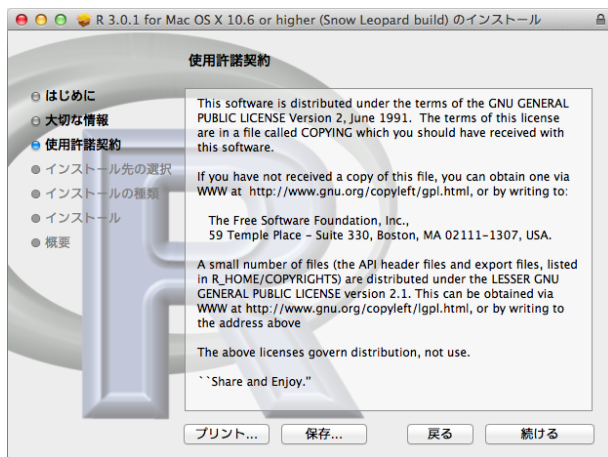 R 3.0.1 for Mac OS X 10.6 or higher (Snow Leopard build) のインストール
使用許諾契約
はじめに
大切な情報
使用許諾契約
インストール先の選択
インストールの種類
インストール
概要
This software is distributed under the terms of the GNU GENERAL
PUBLIC LICENSE Version 2, June 1991.  The terms of this license
are in a file called COPYING which you should have received with
this software.
If you have not received a copy of this file, you can obtain one via
WWW at  http://www.gnu.org/copyleft/gpl.html, or by writing to:
The Free Software Foundation, Inc.,
59 Temple Place – Suite 330, Boston, MA 02111-1307, USA.
A small number of files (the API header files and export files, listed
in R_HOME/COPYRIGHTS) are distributed under the LESSER GNU
GENERAL PUBLIC LICENSE version 2.1. This can be obtained via
WWW at http://www.gnu.org/copyleft/lgpl.html, or by writing to
the address above
The above licenses govern distribution, not use.
``Share and Enjoy.''
プリント...
保存...
戻る
続ける